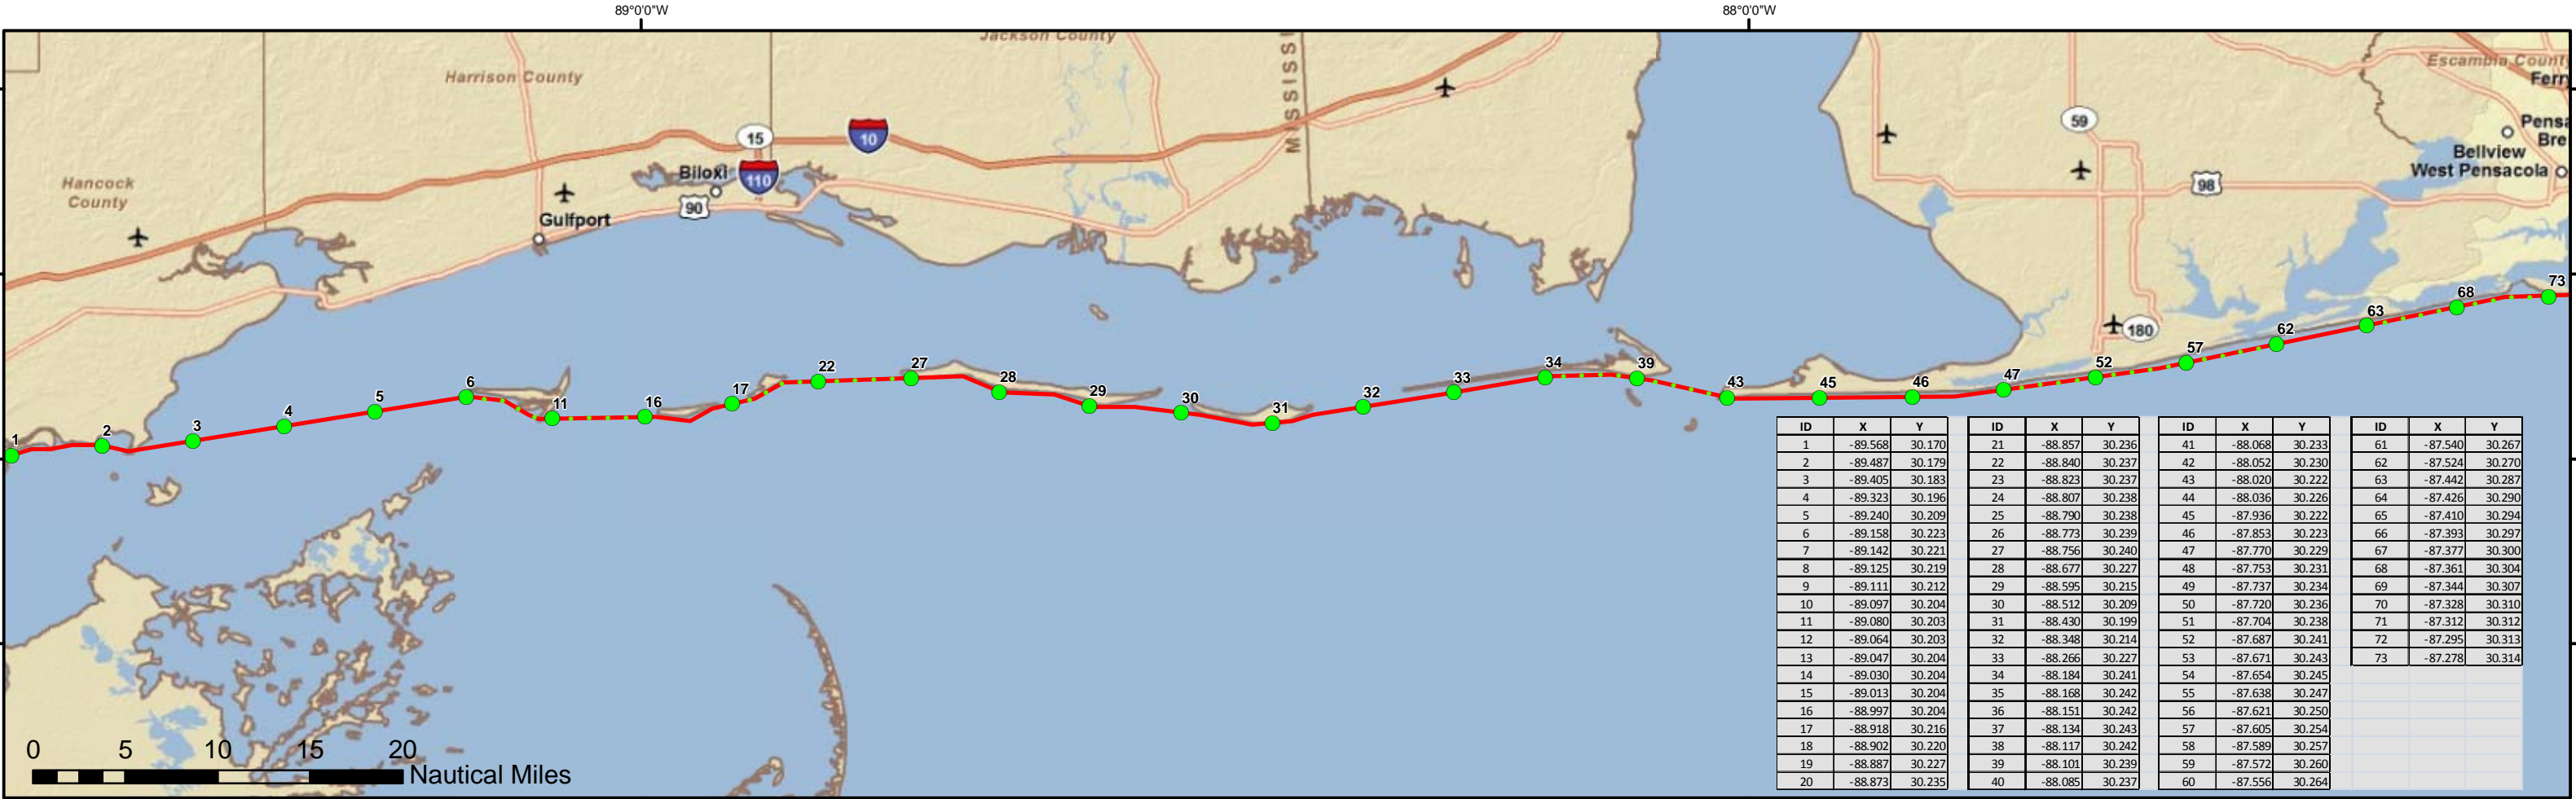 89°0'0"W 88°0'0"W
Jackson County
Harrison County
MISSISSI
Escambia County
Ferr
59
Pensa
Bre
15
10
Bellview
West Pensacola
Biloxi
110
98
Hancock
County
90
Gulfport
180
1 2 3 4 5 6 11 16 17 22 27 28 29 30 31 32 33 34 39 43 45 46 47 52 57 62 63 68 73
ID X Y ID X Y ID X Y ID X Y
1 -89.568 30.170 21 -88.857 30.236 41 -88.068 30.233 61 -87.540 30.267
2 -89.487 30.179 22 -88.840 30.237 42 -88.052 30.230 62 -87.524 30.270
3 -89.405 30.183 23 -88.823 30.237 43 -88.020 30.222 63 -87.442 30.287
4 -89.323 30.196 24 -88.807 30.238 44 -88.036 30.226 64 -87.426 30.290
5 -89.240 30.209 25 -88.790 30.238 45 -87.936 30.222 65 -87.410 30.294
6 -89.158 30.223 26 -88.773 30.239 46 -87.853 30.223 66 -87.393 30.297
7 -89.142 30.221 27 -88.756 30.240 47 -87.770 30.229 67 -87.377 30.300
8 -89.125 30.219 28 -88.677 30.227 48 -87.753 30.231 68 -87.361 30.304
9 -89.111 30.212 29 -88.595 30.215 49 -87.737 30.234 69 -87.344 30.307
10 -89.097 30.204 30 -88.512 30.209 50 -87.720 30.236 70 -87.328 30.310
11 -89.080 30.203 31 -88.430 30.199 51 -87.704 30.238 71 -87.312 30.312
12 -89.064 30.203 32 -88.348 30.214 52 -87.687 30.241 72 -87.295 30.313
13 -89.047 30.204 33 -88.266 30.227 53 -87.671 30.243 73 -87.278 30.314
14 -89.030 30.204 34 -88.184 30.241 54 -87.654 30.245
15 -89.013 30.204 35 -88.168 30.242 55 -87.638 30.247
16 -88.997 30.204 36 -88.151 30.242 56 -87.621 30.250
17 -88.918 30.216 37 -88.134 30.243 57 -87.605 30.254
18 -88.902 30.220 38 -88.117 30.242 58 -87.589 30.257
19 -88.887 30.227 39 -88.101 30.239 59 -87.572 30.260
20 -88.873 30.235 40 -88.085 30.237 60 -87.556 30.264
0 5 10 15 20
Nautical Miles